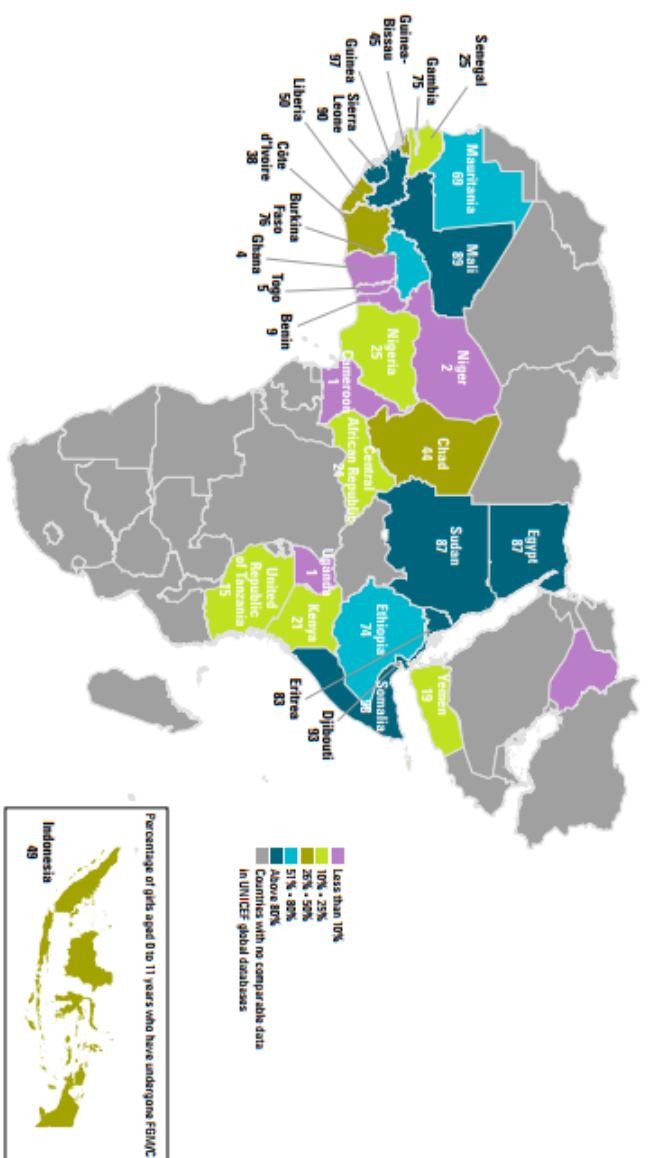 Senegal
25
Gambia
75
Guinea-
Bissau
45
Guinea
97
Sierra
Leone
90
Liberia
50
Côte
d'Ivoire
38
Burkina
Faso
76
Ghana
4
Togo
5
Benin
9
Mauritania
69
Mali
89
Niger
2
Nigeria
25
Cameroon
1
Chad
44
Central
African Republic
24
Egypt
87
Sudan
87
Ethiopia
74
Somalia
98
Uganda
1
Kenya
21
United
Republic
of Tanzania
15
Eritrea
83
Djibouti
93
Yemen
19
Less than 10%
10% - 25%
26% - 50%
51% - 80%
Above 80%
Countries with no comparable data
in UNICEF global databases
Percentage of girls aged 0 to 11 years who have undergone FGM/C
Indonesia
49